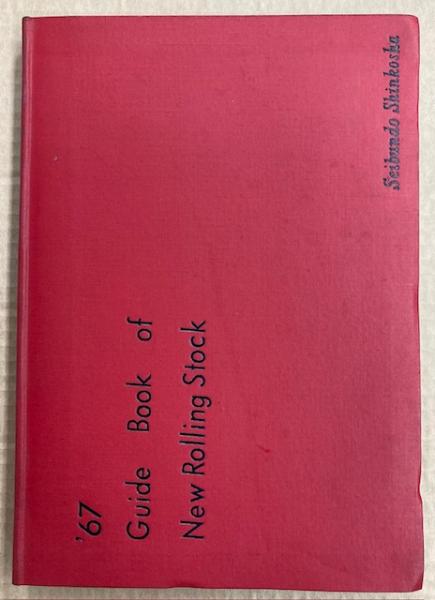 '67
Guide Book of
New Rolling Stock
Seibundo Shinkosha